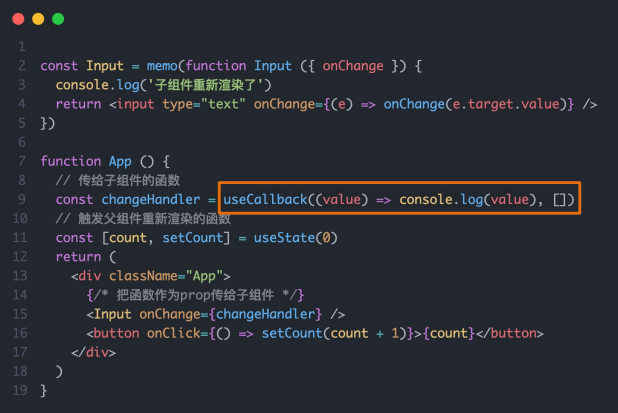 1
2 const Input = memo(function Input ({ onChange }) {
3   console.log('子组件重新渲染了')
4   return <input type="text" onChange={(e) => onChange(e.target.value)} />
5 })
6
7 function App () {
8   // 传给子组件的函数
9   const changeHandler = useCallback((value) => console.log(value), [])
10   // 触发父组件重新渲染的函数
11   const [count, setCount] = useState(0)
12   return (
13     <div className="App">
14       {/* 把函数作为prop传给子组件 */}
15       <Input onChange={changeHandler} />
16       <button onClick={() => setCount(count + 1)}>{count}</button>
17     </div>
18   )
19 }